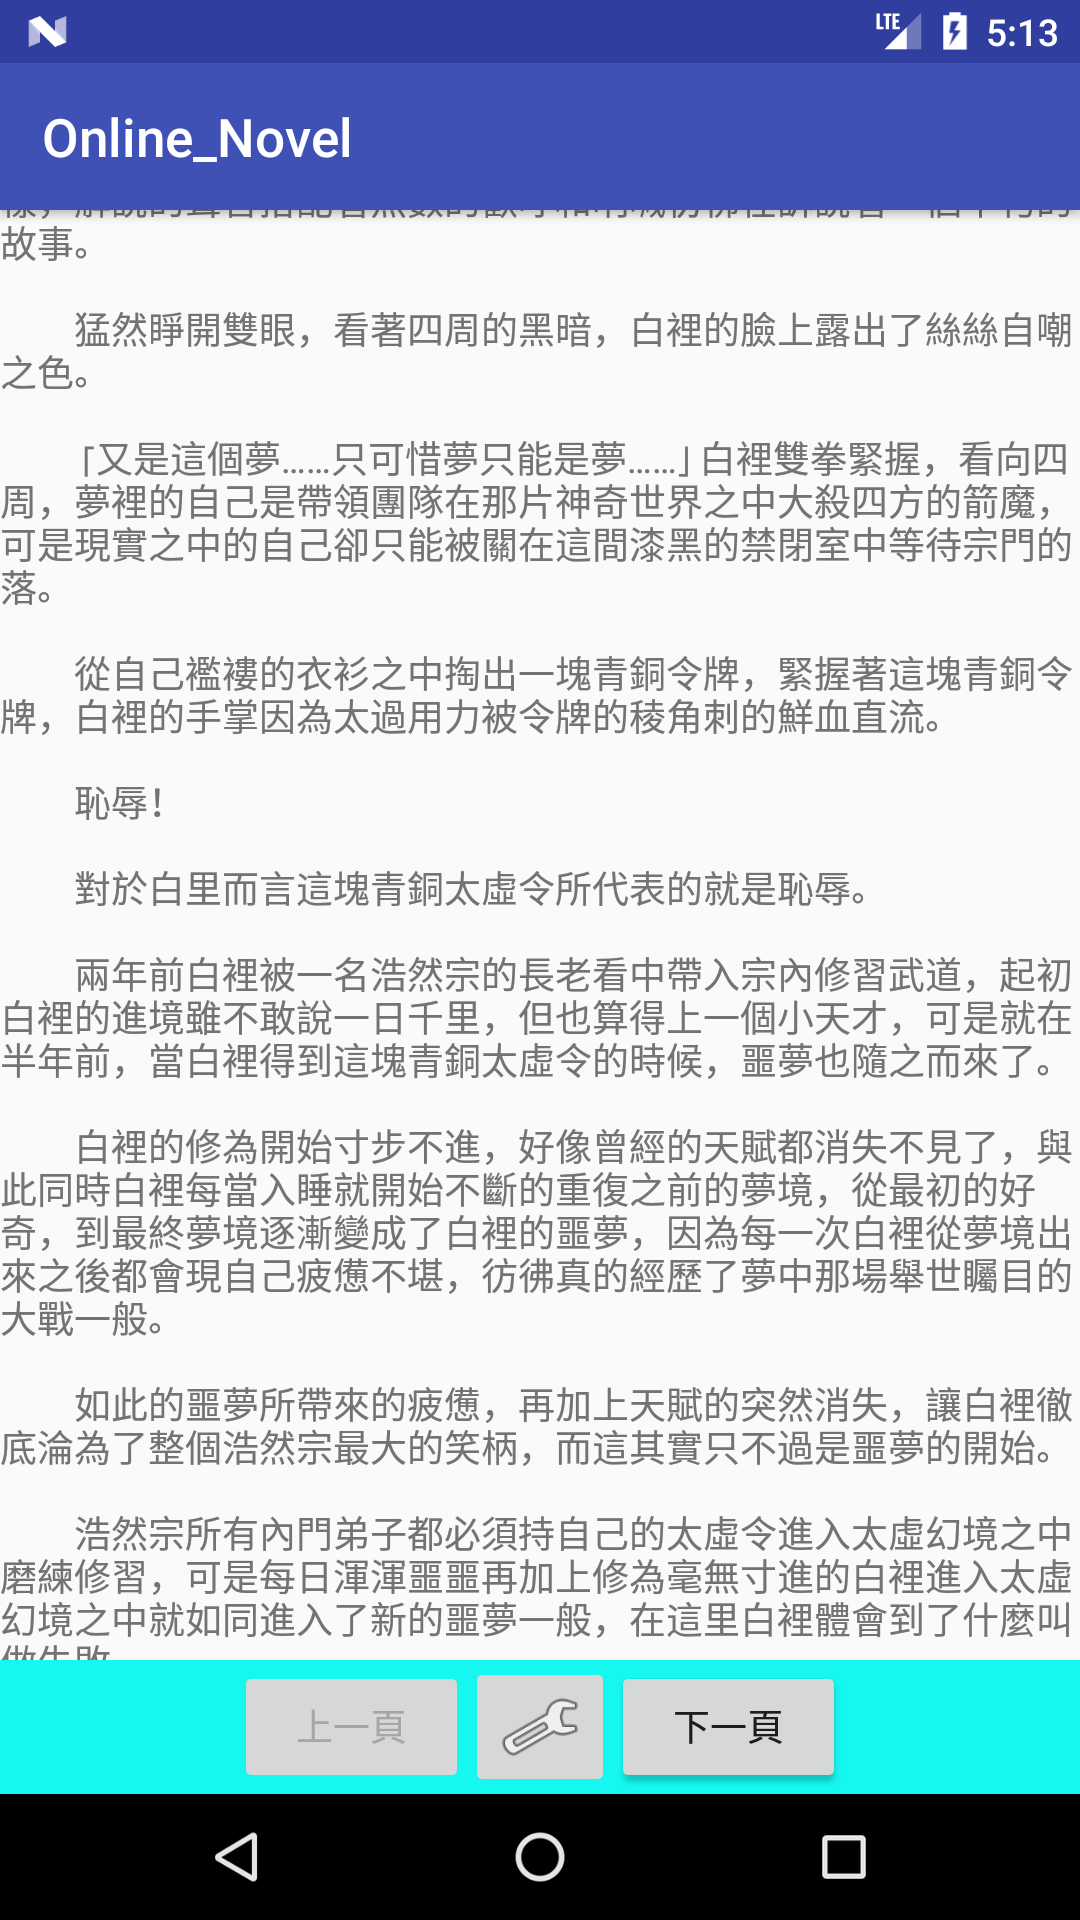 LTE 5:13
Online_Novel
故事。
猛然睜開雙眼，看著四周的黑暗，白裡的臉上露出了絲絲自嘲
之色。
「又是這個夢……只可惜夢只能是夢……」白裡雙拳緊握，看向四
周，夢裡的自己是帶領團隊在那片神奇世界之中大殺四方的箭魔，
可是現實之中的自己卻只能被關在這間漆黑的禁閉室中等待宗門的
落。
從自己襤褸的衣衫之中掏出一塊青銅令牌，緊握著這塊青銅令
牌，白裡的手掌因為太過用力被令牌的稜角刺的鮮血直流。
恥辱！
對於白里而言這塊青銅太虛令所代表的就是恥辱。
兩年前白裡被一名浩然宗的長老看中帶入宗內修習武道，起初
白裡的進境雖不敢說一日千里，但也算得上一個小天才，可是就在
半年前，當白裡得到這塊青銅太虛令的時候，噩夢也隨之而來了。
白裡的修為開始寸步不進，好像曾經的天賦都消失不見了，與
此同時白裡每當入睡就開始不斷的重復之前的夢境，從最初的好
奇，到最終夢境逐漸變成了白裡的噩夢，因為每一次白裡從夢境出
來之後都會現自己疲憊不堪，彷彿真的經歷了夢中那場舉世矚目的
大戰一般。
如此的噩夢所帶來的疲憊，再加上天賦的突然消失，讓白裡徹
底淪為了整個浩然宗最大的笑柄，而這其實只不過是噩夢的開始。
浩然宗所有內門弟子都必須持自己的太虛令進入太虛幻境之中
磨練修習，可是每日渾渾噩噩再加上修為毫無寸進的白裡進入太虛
幻境之中就如同進入了新的噩夢一般，在這里白裡體會到了什麼叫
上一頁 下一頁